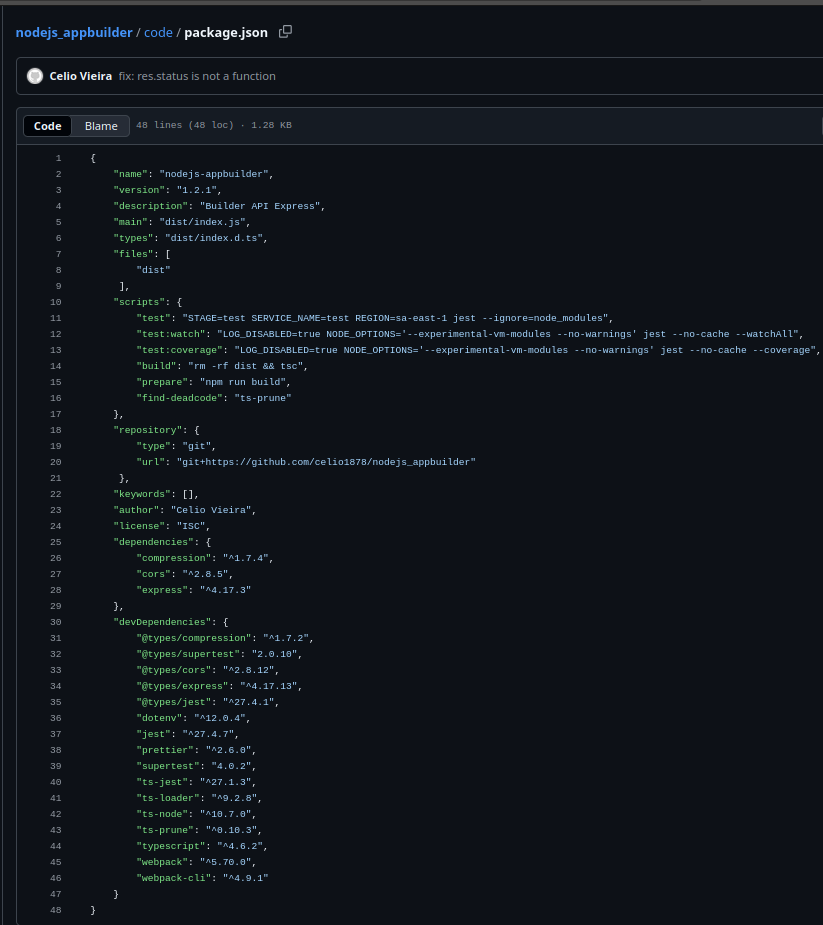 nodejs_appbuilder / code / package.json
Celio Vieira fix: res.status is not a function
Code Blame 48 lines (48 loc) · 1.28 KB
1 {
2 "name": "nodejs-appbuilder",
3 "version": "1.2.1",
4 "description": "Builder API Express",
5 "main": "dist/index.js",
6 "types": "dist/index.d.ts",
7 "files": [
8 "dist"
9 ],
10 "scripts": {
11 "test": "STAGE=test SERVICE_NAME=test REGION=sa-east-1 jest --ignore=node_modules",
12 "test:watch": "LOG_DISABLED=true NODE_OPTIONS='--experimental-vm-modules --no-warnings' jest --no-cache --watchAll",
13 "test:coverage": "LOG_DISABLED=true NODE_OPTIONS='--experimental-vm-modules --no-warnings' jest --no-cache --coverage",
14 "build": "rm -rf dist && tsc",
15 "prepare": "npm run build",
16 "find-deadcode": "ts-prune"
17 },
18 "repository": {
19 "type": "git",
20 "url": "git+https://github.com/celio1878/nodejs_appbuilder"
21 },
22 "keywords": [],
23 "author": "Celio Vieira",
24 "license": "ISC",
25 "dependencies": {
26 "compression": "^1.7.4",
27 "cors": "^2.8.5",
28 "express": "^4.17.3"
29 },
30 "devDependencies": {
31 "@types/compression": "^1.7.2",
32 "@types/supertest": "2.0.10",
33 "@types/cors": "^2.8.12",
34 "@types/express": "^4.17.13",
35 "@types/jest": "^27.4.1",
36 "dotenv": "^12.0.4",
37 "jest": "^27.4.7",
38 "prettier": "^2.6.0",
39 "supertest": "4.0.2",
40 "ts-jest": "^27.1.3",
41 "ts-loader": "^9.2.8",
42 "ts-node": "^10.7.0",
43 "ts-prune": "^0.10.3",
44 "typescript": "^4.6.2",
45 "webpack": "^5.70.0",
46 "webpack-cli": "^4.9.1"
47 }
48 }